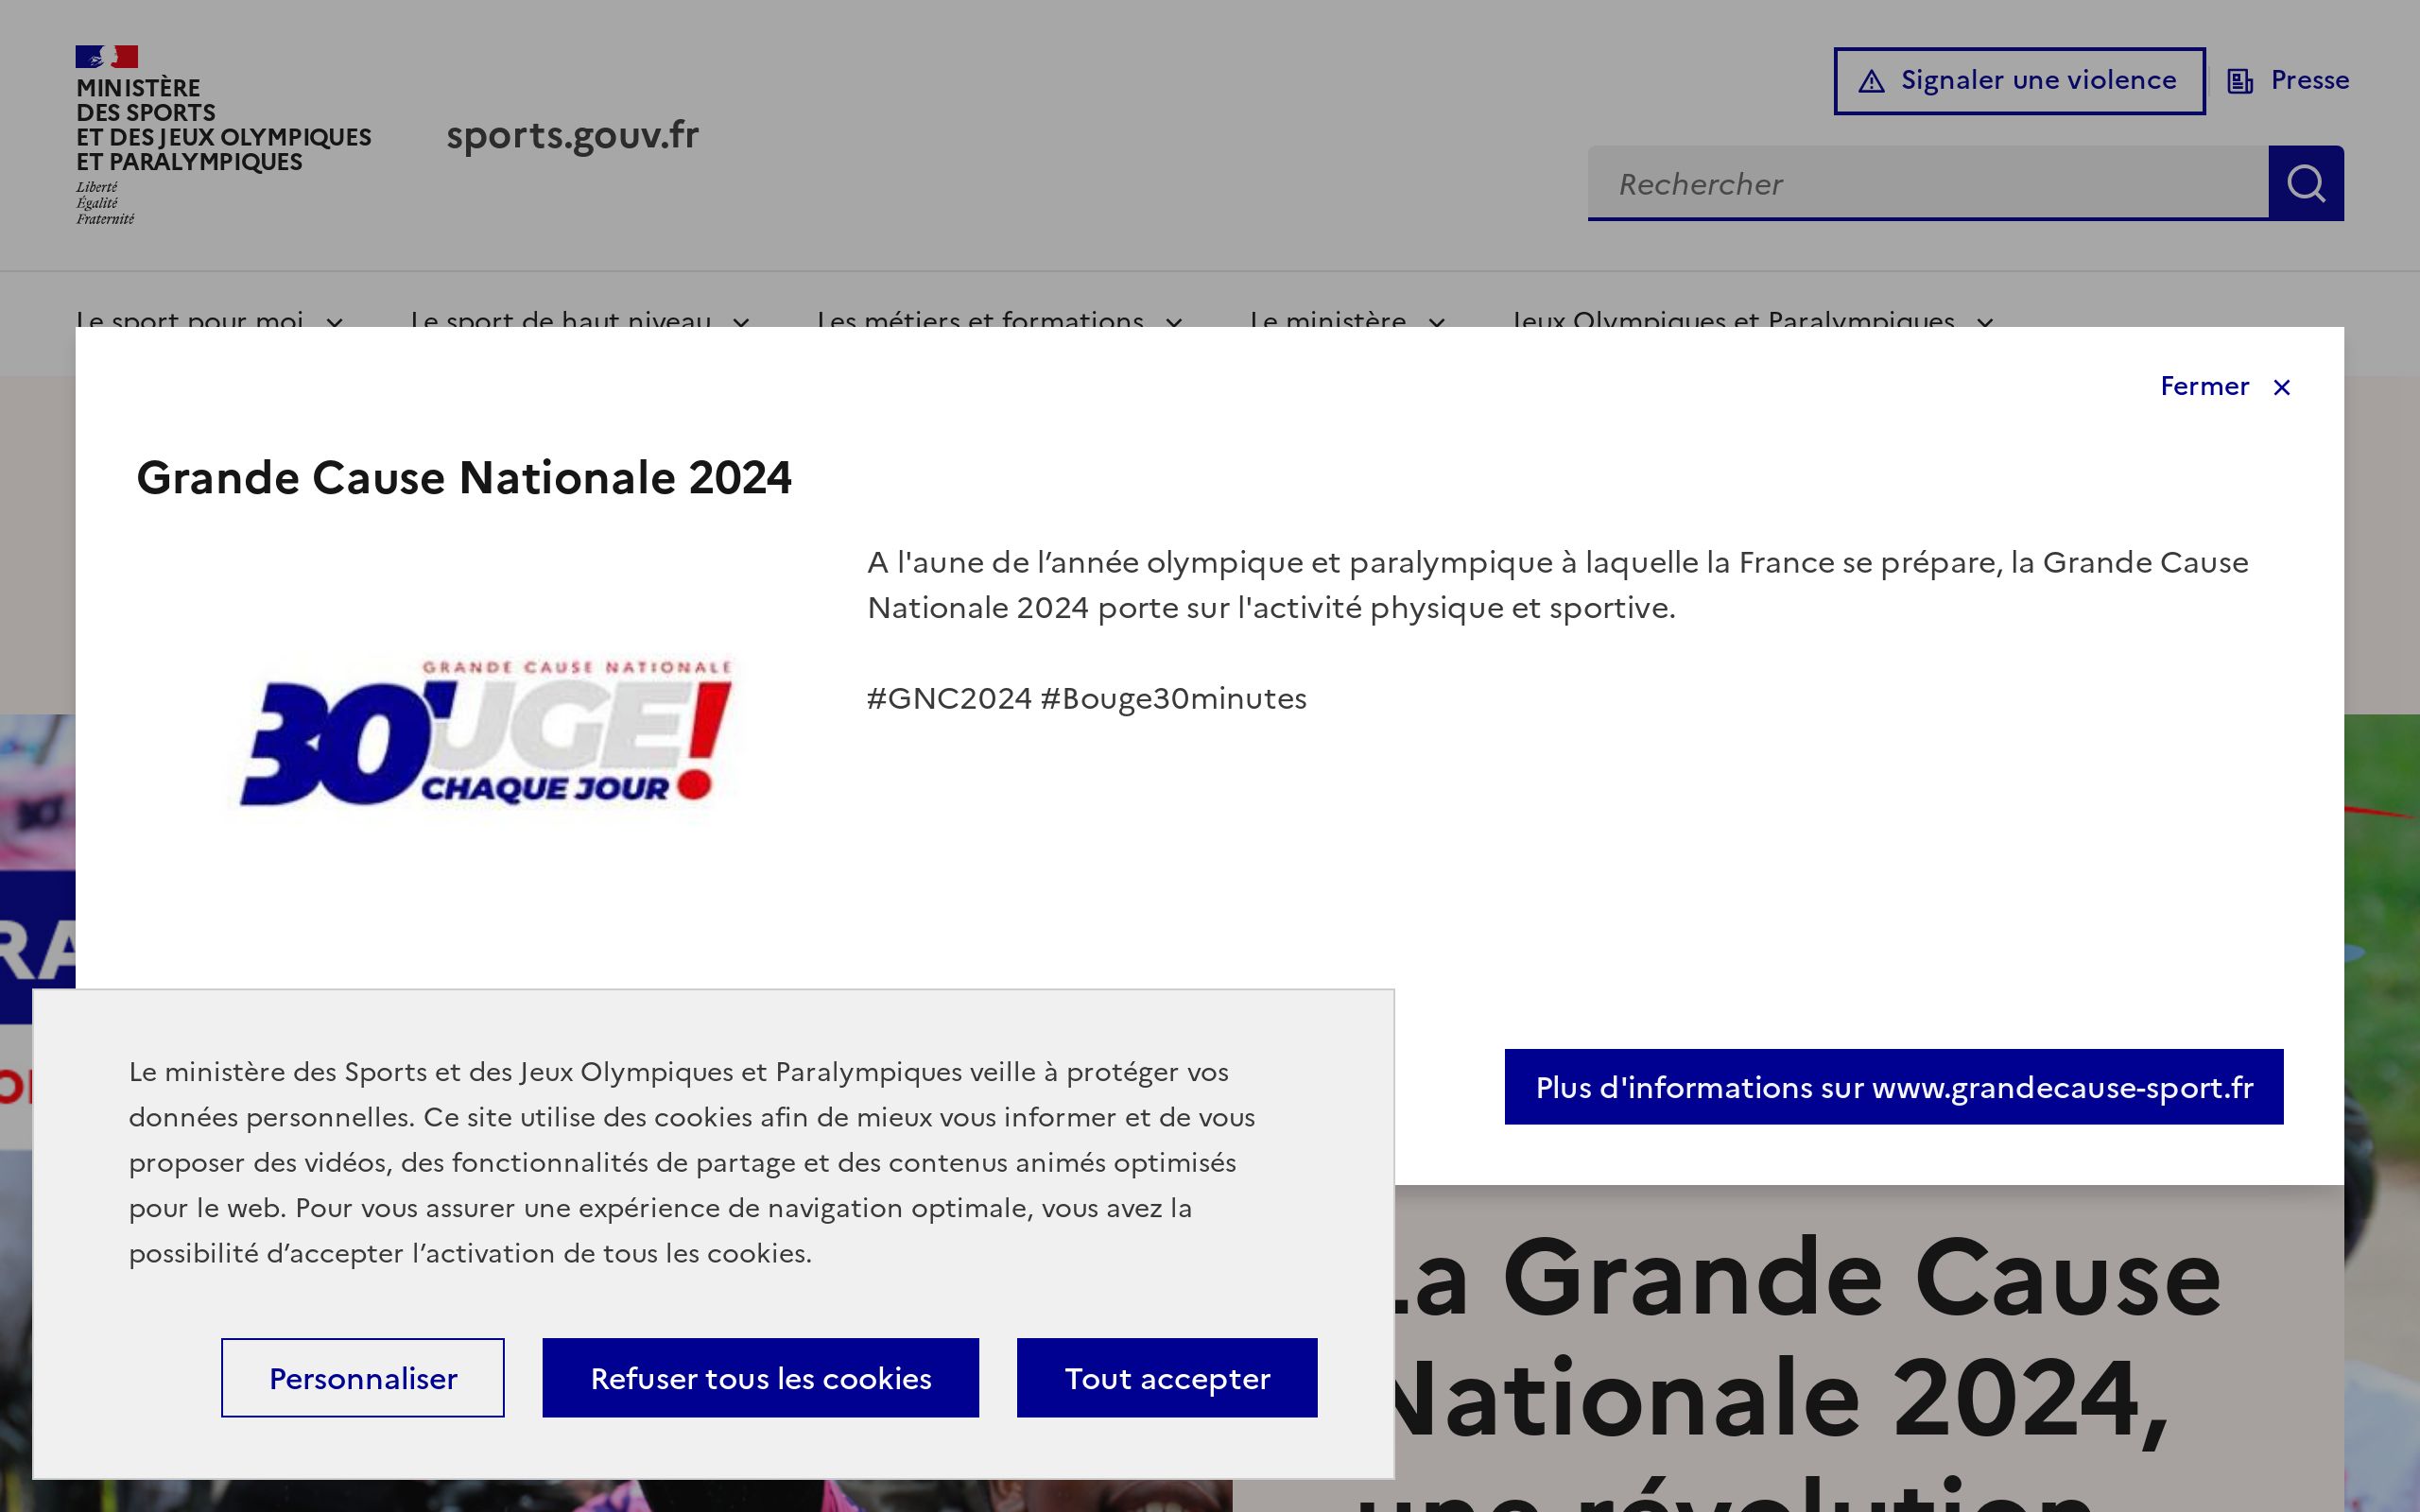 MINISTÈRE
DES SPORTS
ET DES JEUX OLYMPIQUES
ET PARALYMPIQUES
Liberté
Égalité
Fraternité
sports.gouv.fr
Signaler une violence
Presse
Rechercher
Le sport pour moi
Le sport de haut niveau
Les métiers et formations
Le ministère
Jeux Olympiques et Paralympiques
Fermer
Grande Cause Nationale 2024
A l'aune de l’année olympique et paralympique à laquelle la France se prépare, la Grande Cause
Nationale 2024 porte sur l'activité physique et sportive.
#GNC2024 #Bouge30minutes
GRANDE CAUSE NATIONALE
30'UGE!
CHAQUE JOUR
Plus d'informations sur www.grandecause-sport.fr
Le ministère des Sports et des Jeux Olympiques et Paralympiques veille à protéger vos
données personnelles. Ce site utilise des cookies afin de mieux vous informer et de vous
proposer des vidéos, des fonctionnalités de partage et des contenus animés optimisés
pour le web. Pour vous assurer une expérience de navigation optimale, vous avez la
possibilité d’accepter l’activation de tous les cookies.
Personnaliser
Refuser tous les cookies
Tout accepter
La Grande Cause
Nationale 2024,
une révolution